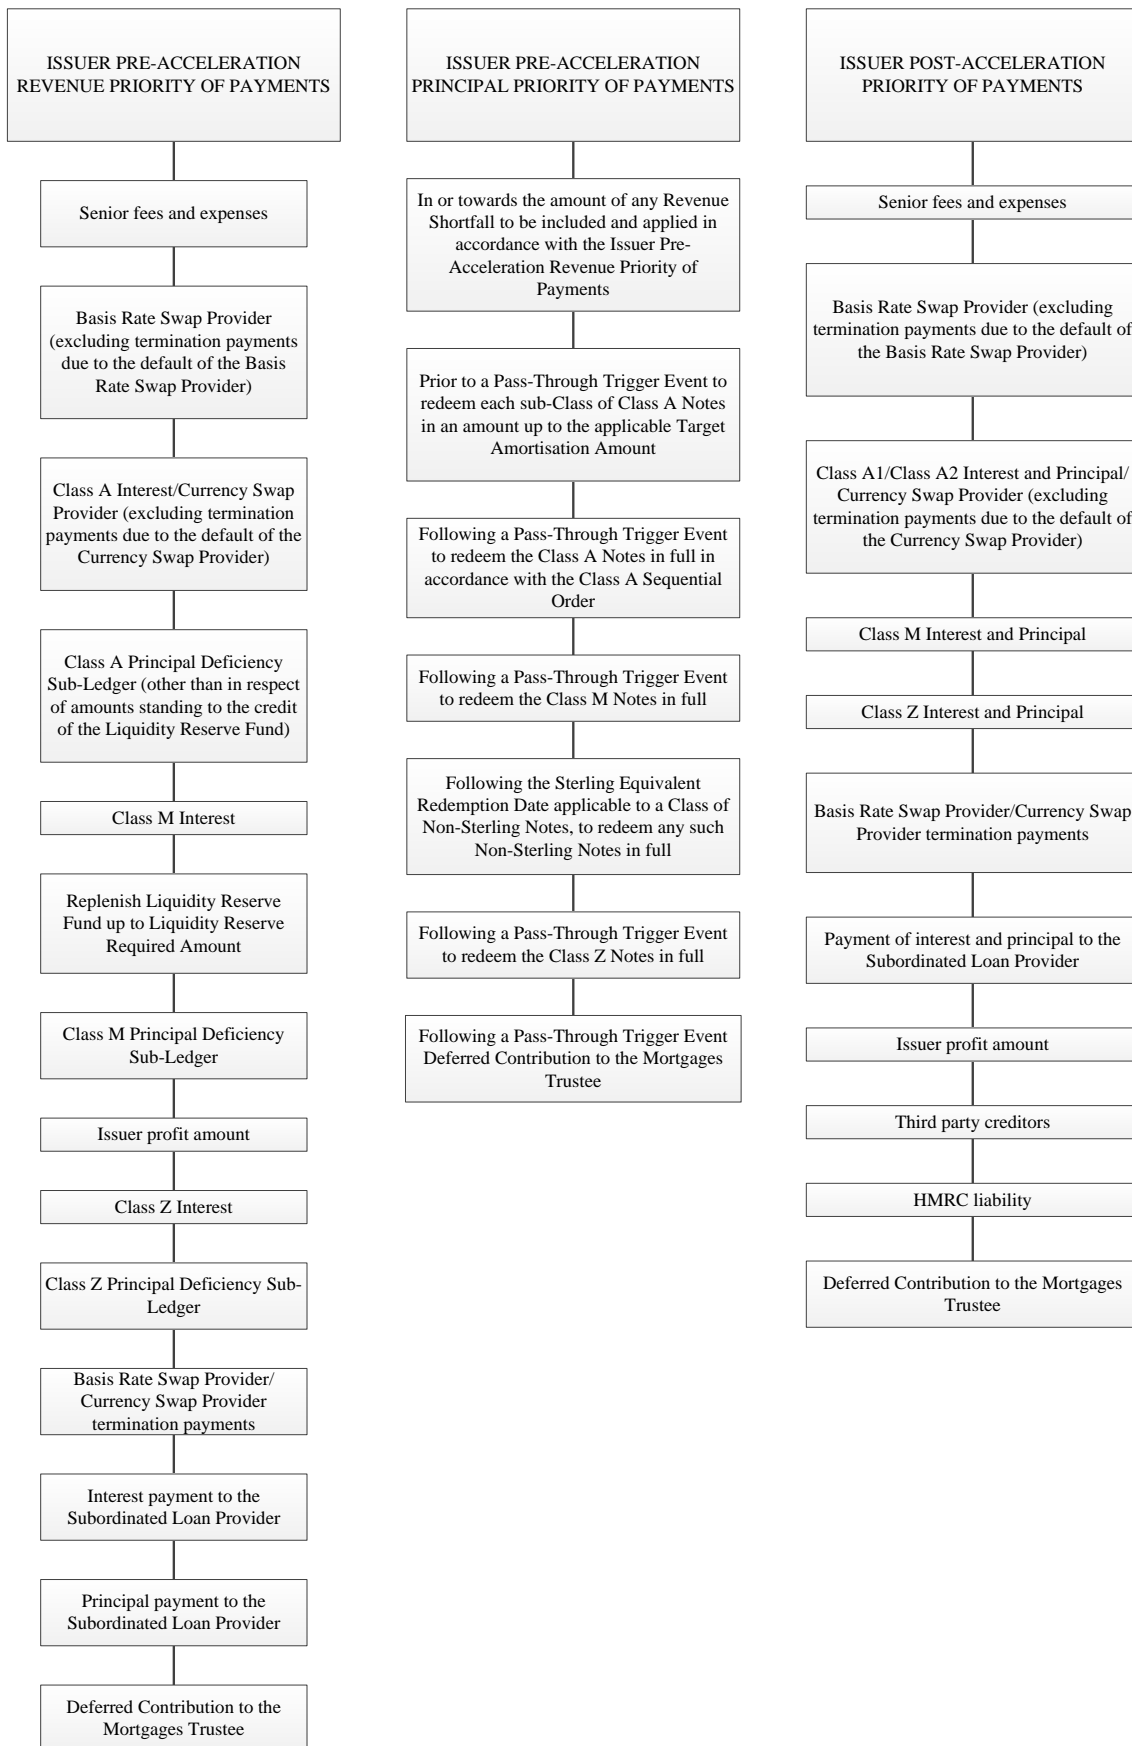 ISSUER PRE-ACCELERATION
REVENUE PRIORITY OF PAYMENTS
Senior fees and expenses
Basis Rate Swap Provider
(excluding termination payments
due to the default of the Basis
Rate Swap Provider)
Class A Interest/Currency Swap
Provider (excluding termination
payments due to the default of the
Currency Swap Provider)
Class A Principal Deficiency
Sub-Ledger (other than in respect
of amounts standing to the credit
of the Liquidity Reserve Fund)
Class M Interest
Replenish Liquidity Reserve
Fund up to Liquidity Reserve
Required Amount
Class M Principal Deficiency
Sub-Ledger
Issuer profit amount
Class Z Interest
Class Z Principal Deficiency Sub-
Ledger
Basis Rate Swap Provider/
Currency Swap Provider
termination payments
Interest payment to the
Subordinated Loan Provider
Principal payment to the
Subordinated Loan Provider
Deferred Contribution to the
Mortgages Trustee
ISSUER PRE-ACCELERATION
PRINCIPAL PRIORITY OF PAYMENTS
In or towards the amount of any Revenue
Shortfall to be included and applied in
accordance with the Issuer Pre-
Acceleration Revenue Priority of
Payments
Prior to a Pass-Through Trigger Event to
redeem each sub-Class of Class A Notes
in an amount up to the applicable Target
Amortisation Amount
Following a Pass-Through Trigger Event
to redeem the Class A Notes in full in
accordance with the Class A Sequential
Order
Following a Pass-Through Trigger Event
to redeem the Class M Notes in full
Following the Sterling Equivalent
Redemption Date applicable to a Class of
Non-Sterling Notes, to redeem any such
Non-Sterling Notes in full
Following a Pass-Through Trigger Event
to redeem the Class Z Notes in full
Following a Pass-Through Trigger Event
Deferred Contribution to the Mortgages
Trustee
ISSUER POST-ACCELERATION
PRIORITY OF PAYMENTS
Senior fees and expenses
Basis Rate Swap Provider (excluding
termination payments due to the default of
the Basis Rate Swap Provider)
Class A1/Class A2 Interest and Principal/
Currency Swap Provider (excluding
termination payments due to the default of
the Currency Swap Provider)
Class M Interest and Principal
Class Z Interest and Principal
Basis Rate Swap Provider/Currency Swap
Provider termination payments
Payment of interest and principal to the
Subordinated Loan Provider
Issuer profit amount
Third party creditors
HMRC liability
Deferred Contribution to the Mortgages
Trustee